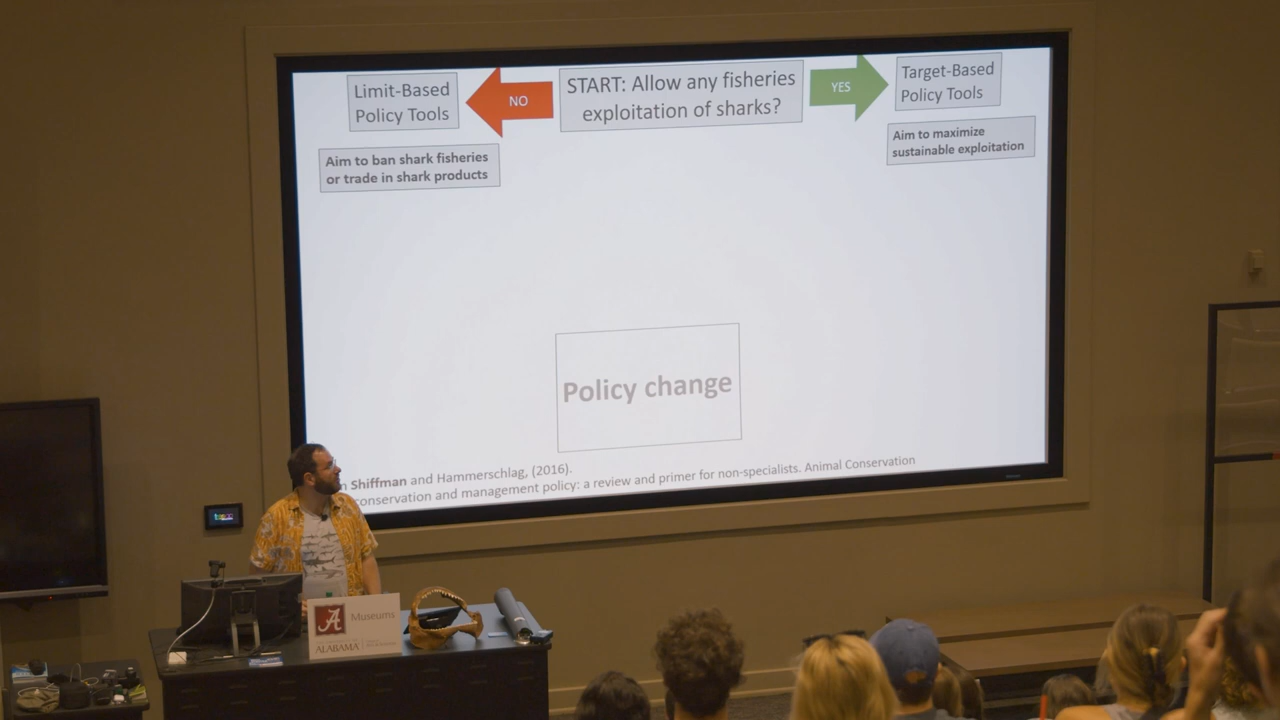 Limit-Based
Policy Tools
NO
START: Allow any fisheries
exploitation of sharks?
YES
Target-Based
Policy Tools
Aim to ban shark fisheries
or trade in shark products
Aim to maximize
sustainable exploitation
Policy change
Shiffman and Hammerschlag, (2016).
conservation and management policy: a review and primer for non-specialists. Animal Conservation
A
Museums
ALABAMA